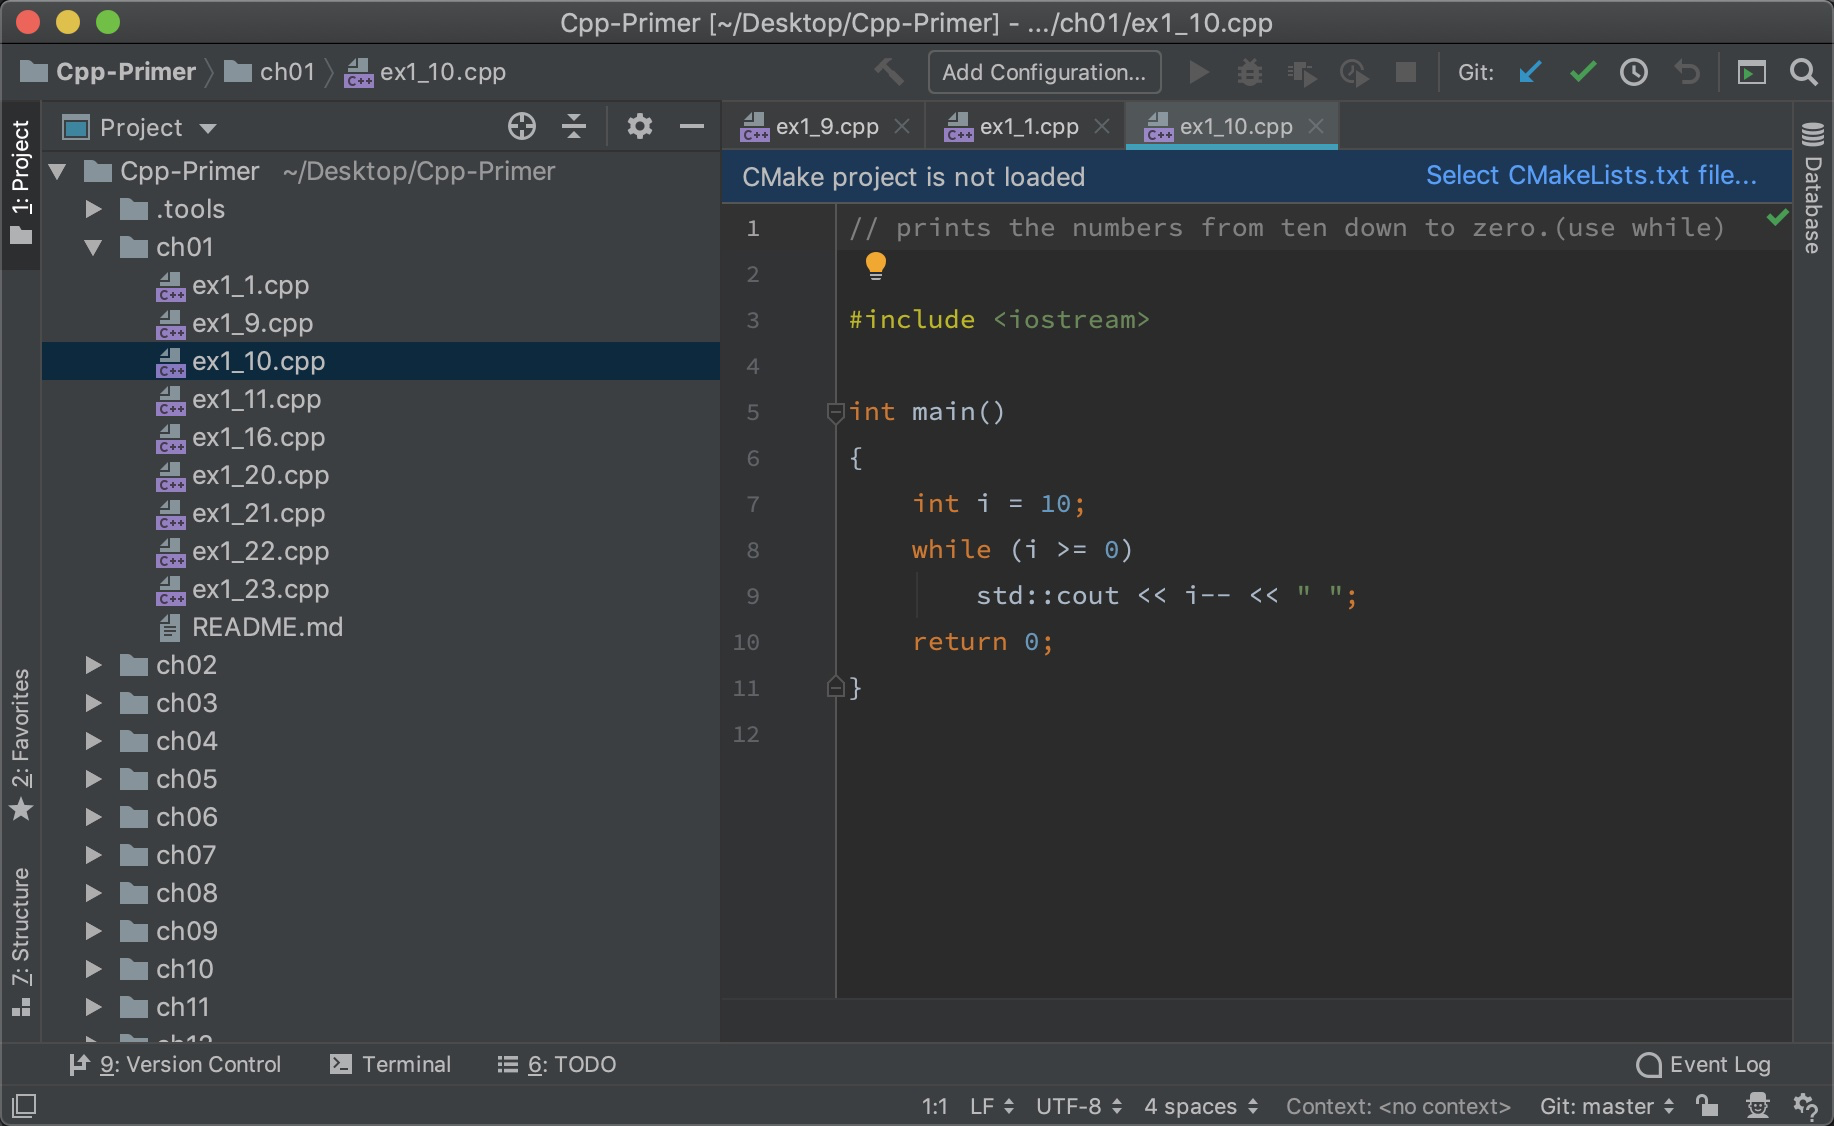 Cpp-Primer [~/Desktop/Cpp-Primer] - .../ch01/ex1_10.cpp
Cpp-Primer ch01 ex1_10.cpp Add Configuration... Git:
1: Project
2: Favorites
7: Structure
Project
Cpp-Primer ~/Desktop/Cpp-Primer
.tools
ch01
ex1_1.cpp
ex1_9.cpp
ex1_10.cpp
ex1_11.cpp
ex1_16.cpp
ex1_20.cpp
ex1_21.cpp
ex1_22.cpp
ex1_23.cpp
README.md
ch02
ch03
ch04
ch05
ch06
ch07
ch08
ch09
ch10
ch11
ch12
ex1_9.cpp ex1_1.cpp ex1_10.cpp
CMake project is not loaded Select CMakeLists.txt file...
1 // prints the numbers from ten down to zero.(use while)
2
3 #include <iostream>
4
5 int main()
6 {
7     int i = 10;
8     while (i >= 0)
9         std::cout << i-- << " ";
10     return 0;
11 }
12
Database
9: Version Control Terminal 6: TODO Event Log
1:1 LF UTF-8 4 spaces Context: <no context> Git: master